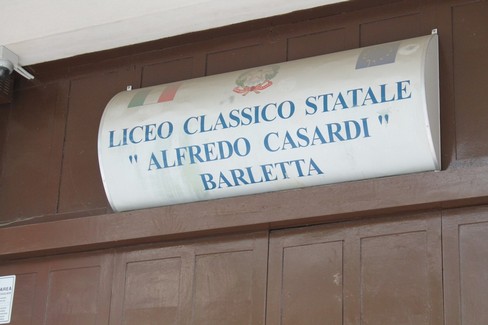 LICEO CLASSICO STATALE
" ALFREDO CASARDI "
BARLETTA